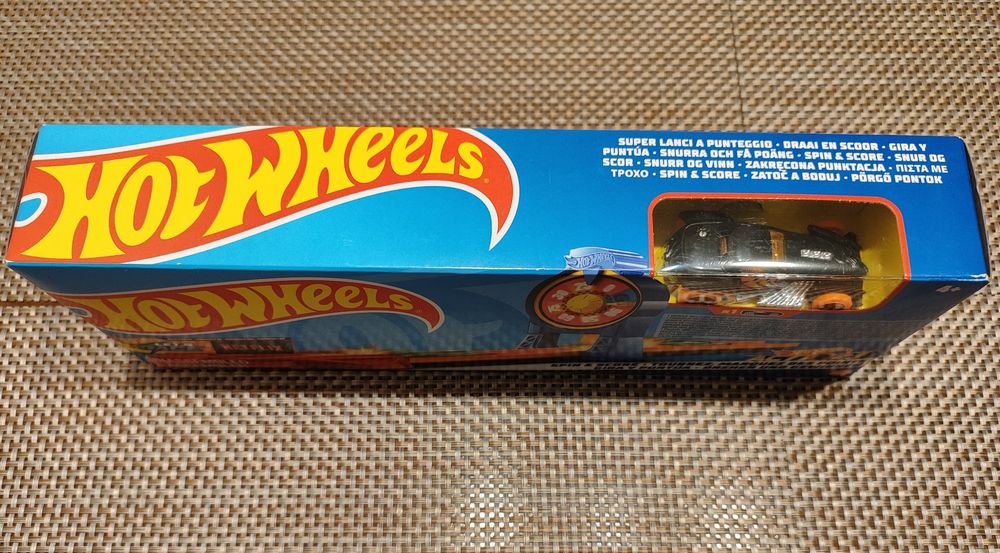 HOT WHEELS
SUPER LANCI A PUNTEGGIO · DRAAI EN SCOOR · GIRA Y
PUNTÚA · SNURRA OCH FÅ POÄNG · SPIN & SCORE · SNUR OG
SCOR · SNURR OG VINN · ZAKRĘCONA PUNKTACJA · ΠΙΣΤΑ ΜΕ
ΤΡΟΧΟ · SPIN & SCORE · ZATOČ A BODUJ · PÖRGŐ PONTOK
HOT WHEELS
HOT WHEELS